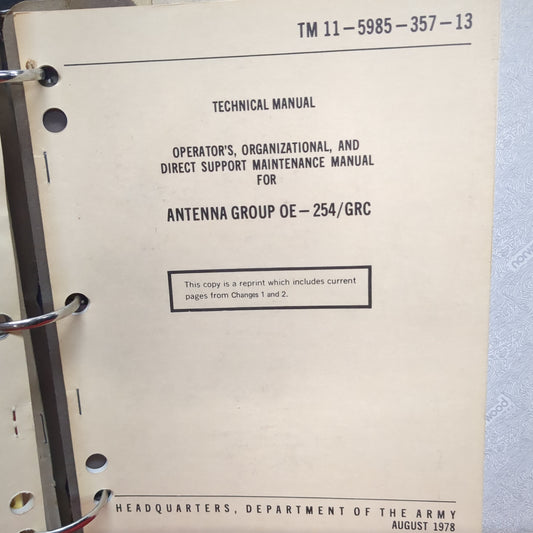 TM 11-5985-357-13
TECHNICAL MANUAL
OPERATOR'S, ORGANIZATIONAL, AND
DIRECT SUPPORT MAINTENANCE MANUAL
FOR
ANTENNA GROUP OE-254/GRC
This copy is a reprint which includes current
pages from Changes 1 and 2.
HEADQUARTERS, DEPARTMENT OF THE ARMY
AUGUST 1978